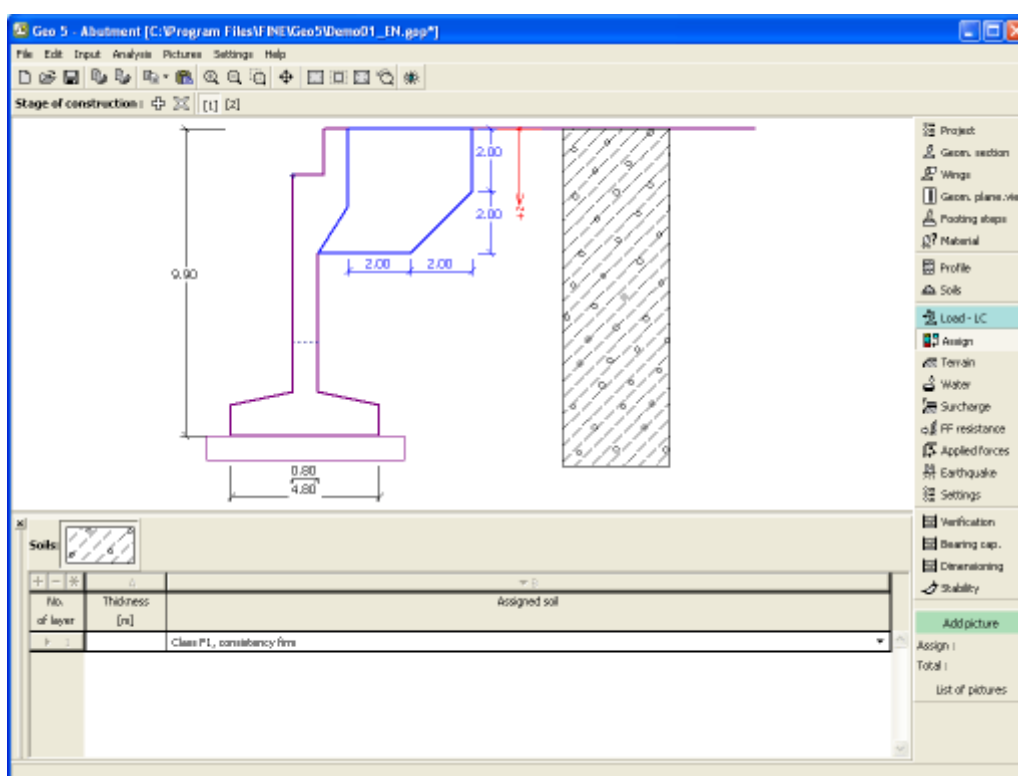 Geo 5 - Abutment [C:\Program Files\FINE\Geo5\Demo01_EN.gsp*]
File Edit Input Analysis Pictures Settings Help
Stage of construction : [1] [2]
2.00
2.00
+z
2.00 2.00
9.90
0.80
4.80
Project
Geom. section
Wings
Geom. plane.vie
Footing steps
Material
Profile
Soils
Load - LC
Assign
Terrain
Water
Surcharge
FF resistance
Applied forces
Earthquake
Settings
Verification
Bearing cap.
Dimensioning
Stability
Add picture
Assign :
Total :
List of pictures
Soils:
A B
No. of layer
Thickness [m]
Assigned soil
1 Class F1, consistency firm